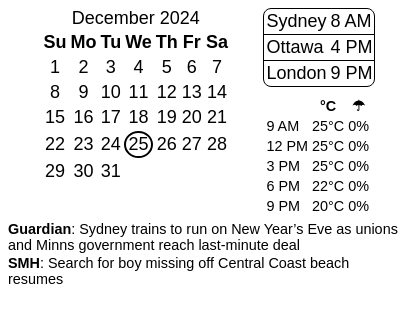 December 2024
Su Mo Tu We Th Fr Sa
1 2 3 4 5 6 7
8 9 10 11 12 13 14
15 16 17 18 19 20 21
22 23 24 25 26 27 28
29 30 31
Sydney 8 AM
Ottawa 4 PM
London 9 PM
°C ☂
9 AM 25°C 0%
12 PM 25°C 0%
3 PM 25°C 0%
6 PM 22°C 0%
9 PM 20°C 0%
Guardian: Sydney trains to run on New Year’s Eve as unions
and Minns government reach last-minute deal
SMH: Search for boy missing off Central Coast beach
resumes